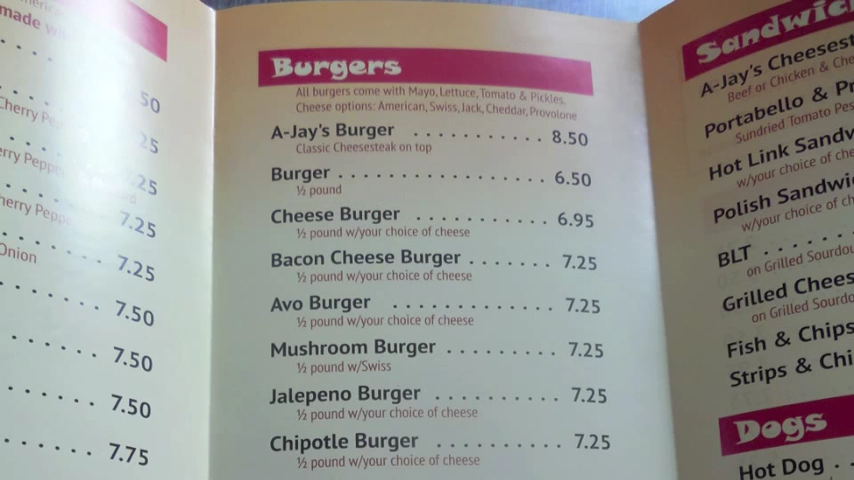 made
50
Cherry
25
.25
7.25
Onion
7.25
7.50
7.50
7.50
7.75
Burgers
All burgers come with Mayo, Lettuce, Tomato & Pickles.
Cheese options: American, Swiss, Jack, Cheddar, Provolone
A-Jay's Burger . . . . . . . . . . . 8.50
Classic Cheesesteak on top
Burger . . . . . . . . . . . . . . . . . . 6.50
½ pound
Cheese Burger . . . . . . . . . . . 6.95
½ pound w/your choice of cheese
Bacon Cheese Burger . . . . . . . 7.25
½ pound w/your choice of cheese
Avo Burger . . . . . . . . . . . . . 7.25
½ pound w/your choice of cheese
Mushroom Burger . . . . . . . . . 7.25
½ pound w/Swiss
Jalepeno Burger . . . . . . . . . . 7.25
½ pound w/your choice of cheese
Chipotle Burger . . . . . . . . . . 7.25
½ pound w/your choice of cheese
Sandwic
A-Jay's Cheesest
Beef or Chicken & Che
Portabello & Pr
Sundried Tomato Pes
Hot Link Sandw
w/your choice of che
Polish Sandwi
w/your choice of ch
BLT . . . . . . .
on Grilled Sourdou
Grilled Chees
on Grilled Sourdo
Fish & Chips
Strips & Chi
Dogs
Hot Dog . .